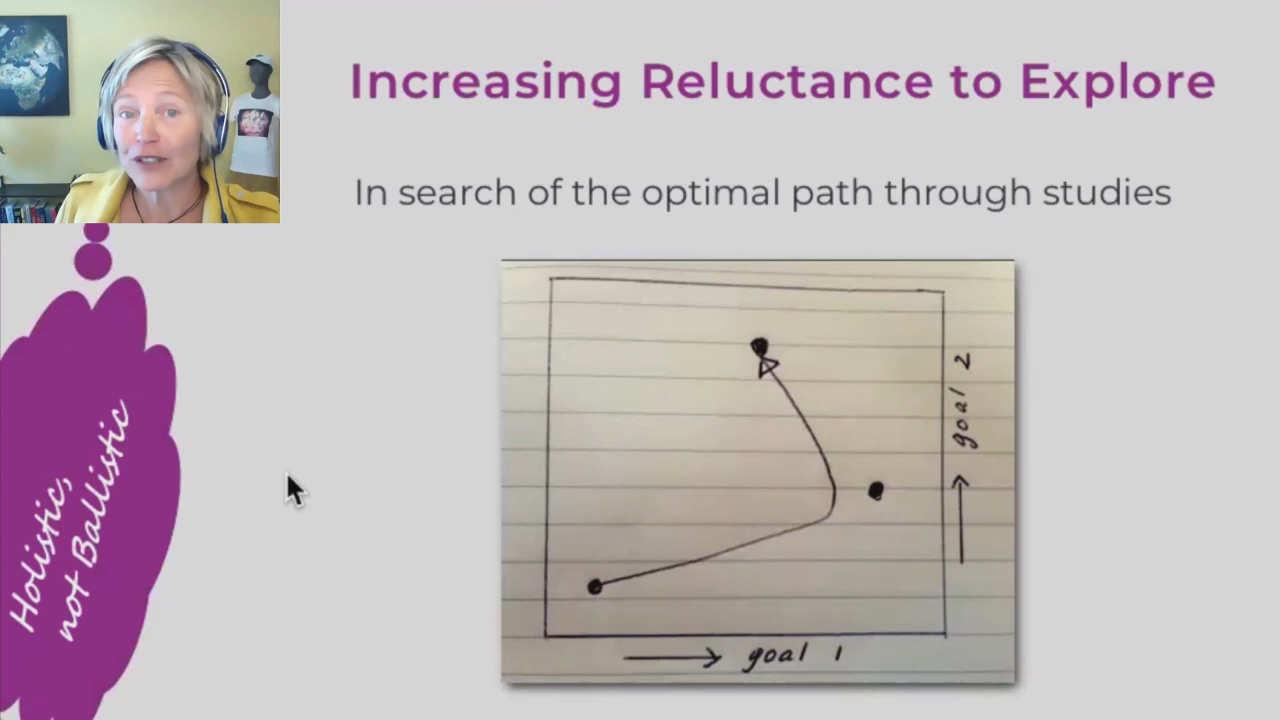 Increasing Reluctance to Explore
In search of the optimal path through studies
goal 2
goal 1
Holistic,
not Ballistic